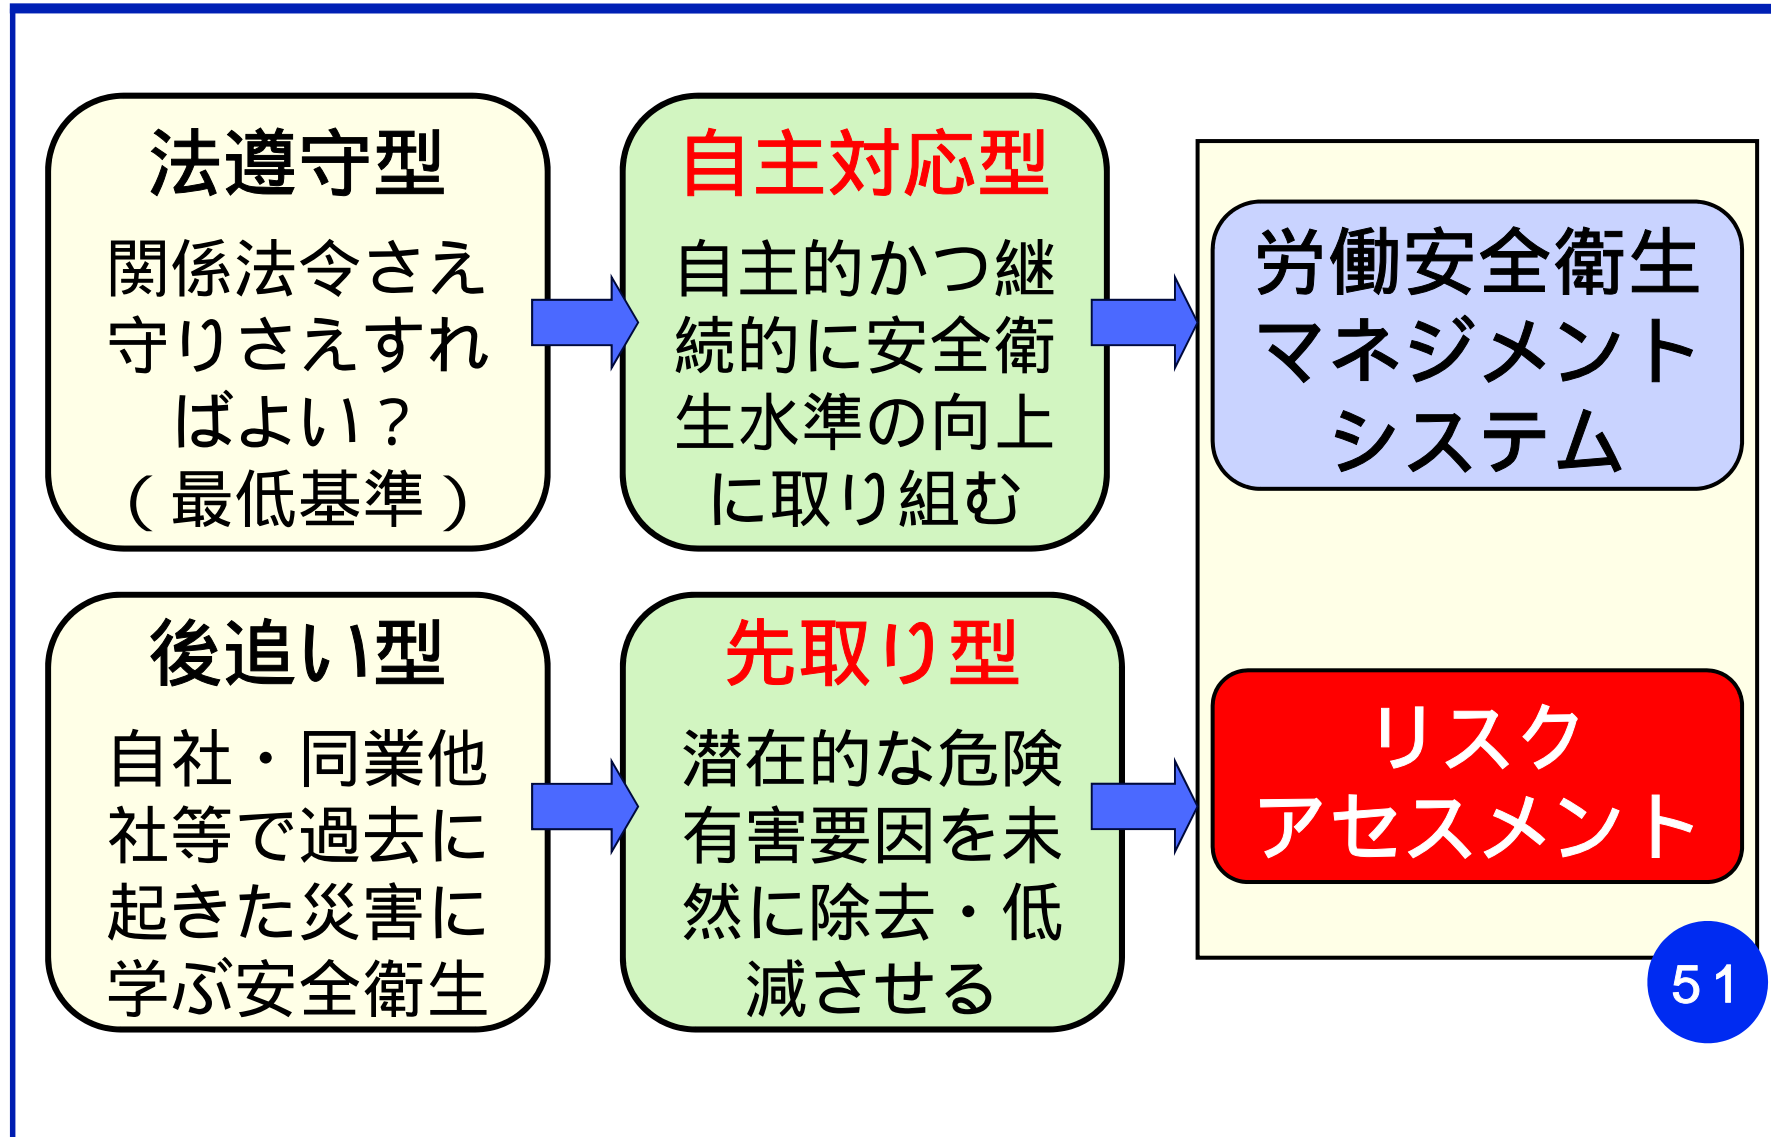 法遵守型
関係法令さえ
守りさえすれ
ばよい？
（最低基準）
自主対応型
自主的かつ継
続的に安全衛
生水準の向上
に取り組む
労働安全衛生
マネジメント
システム
後追い型
自社・同業他
社等で過去に
起きた災害に
学ぶ安全衛生
先取り型
潜在的な危険
有害要因を未
然に除去・低
減させる
リスク
アセスメント
51